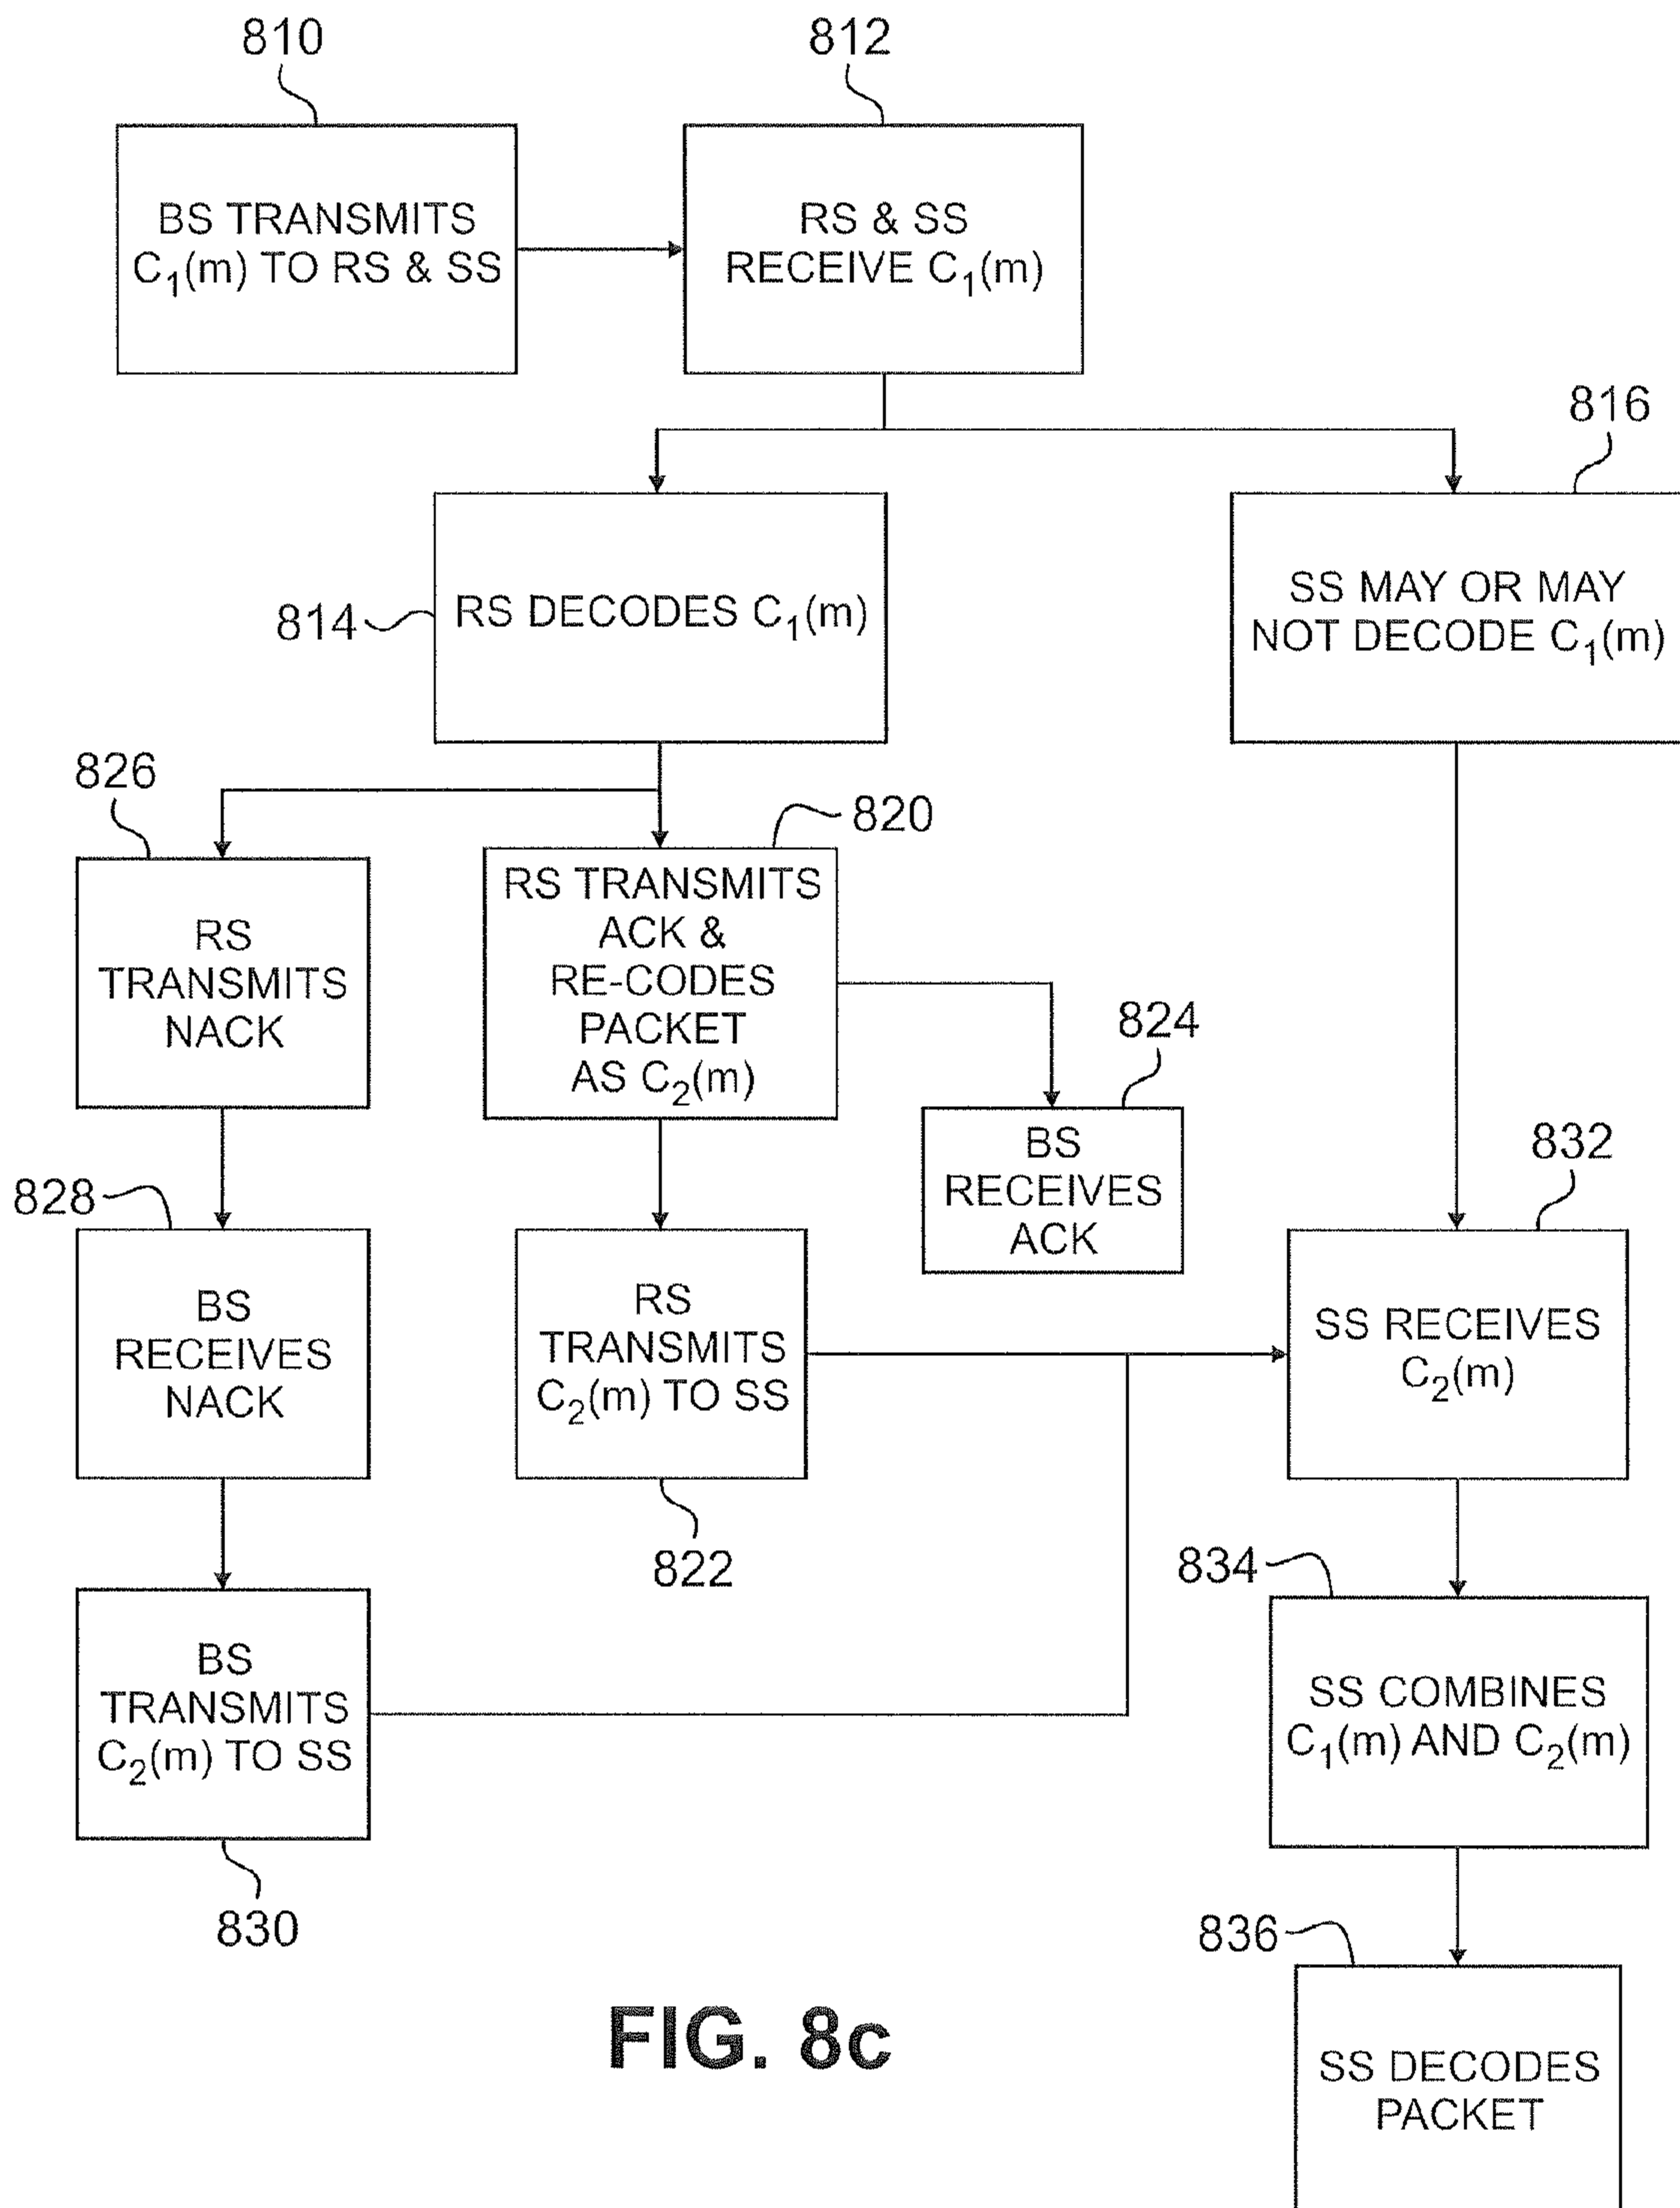 810
812
BS TRANSMITS
C₁(m) TO RS & SS
RS & SS
RECEIVE C₁(m)
816
814
RS DECODES C₁(m)
SS MAY OR MAY
NOT DECODE C₁(m)
826
820
RS
TRANSMITS
NACK
RS TRANSMITS
ACK &
RE-CODES
PACKET
AS C₂(m)
824
BS
RECEIVES
ACK
832
828
BS
RECEIVES
NACK
RS
TRANSMITS
C₂(m) TO SS
SS RECEIVES
C₂(m)
822
834
BS
TRANSMITS
C₂(m) TO SS
SS COMBINES
C₁(m) AND C₂(m)
830
836
SS DECODES
PACKET
FIG. 8c